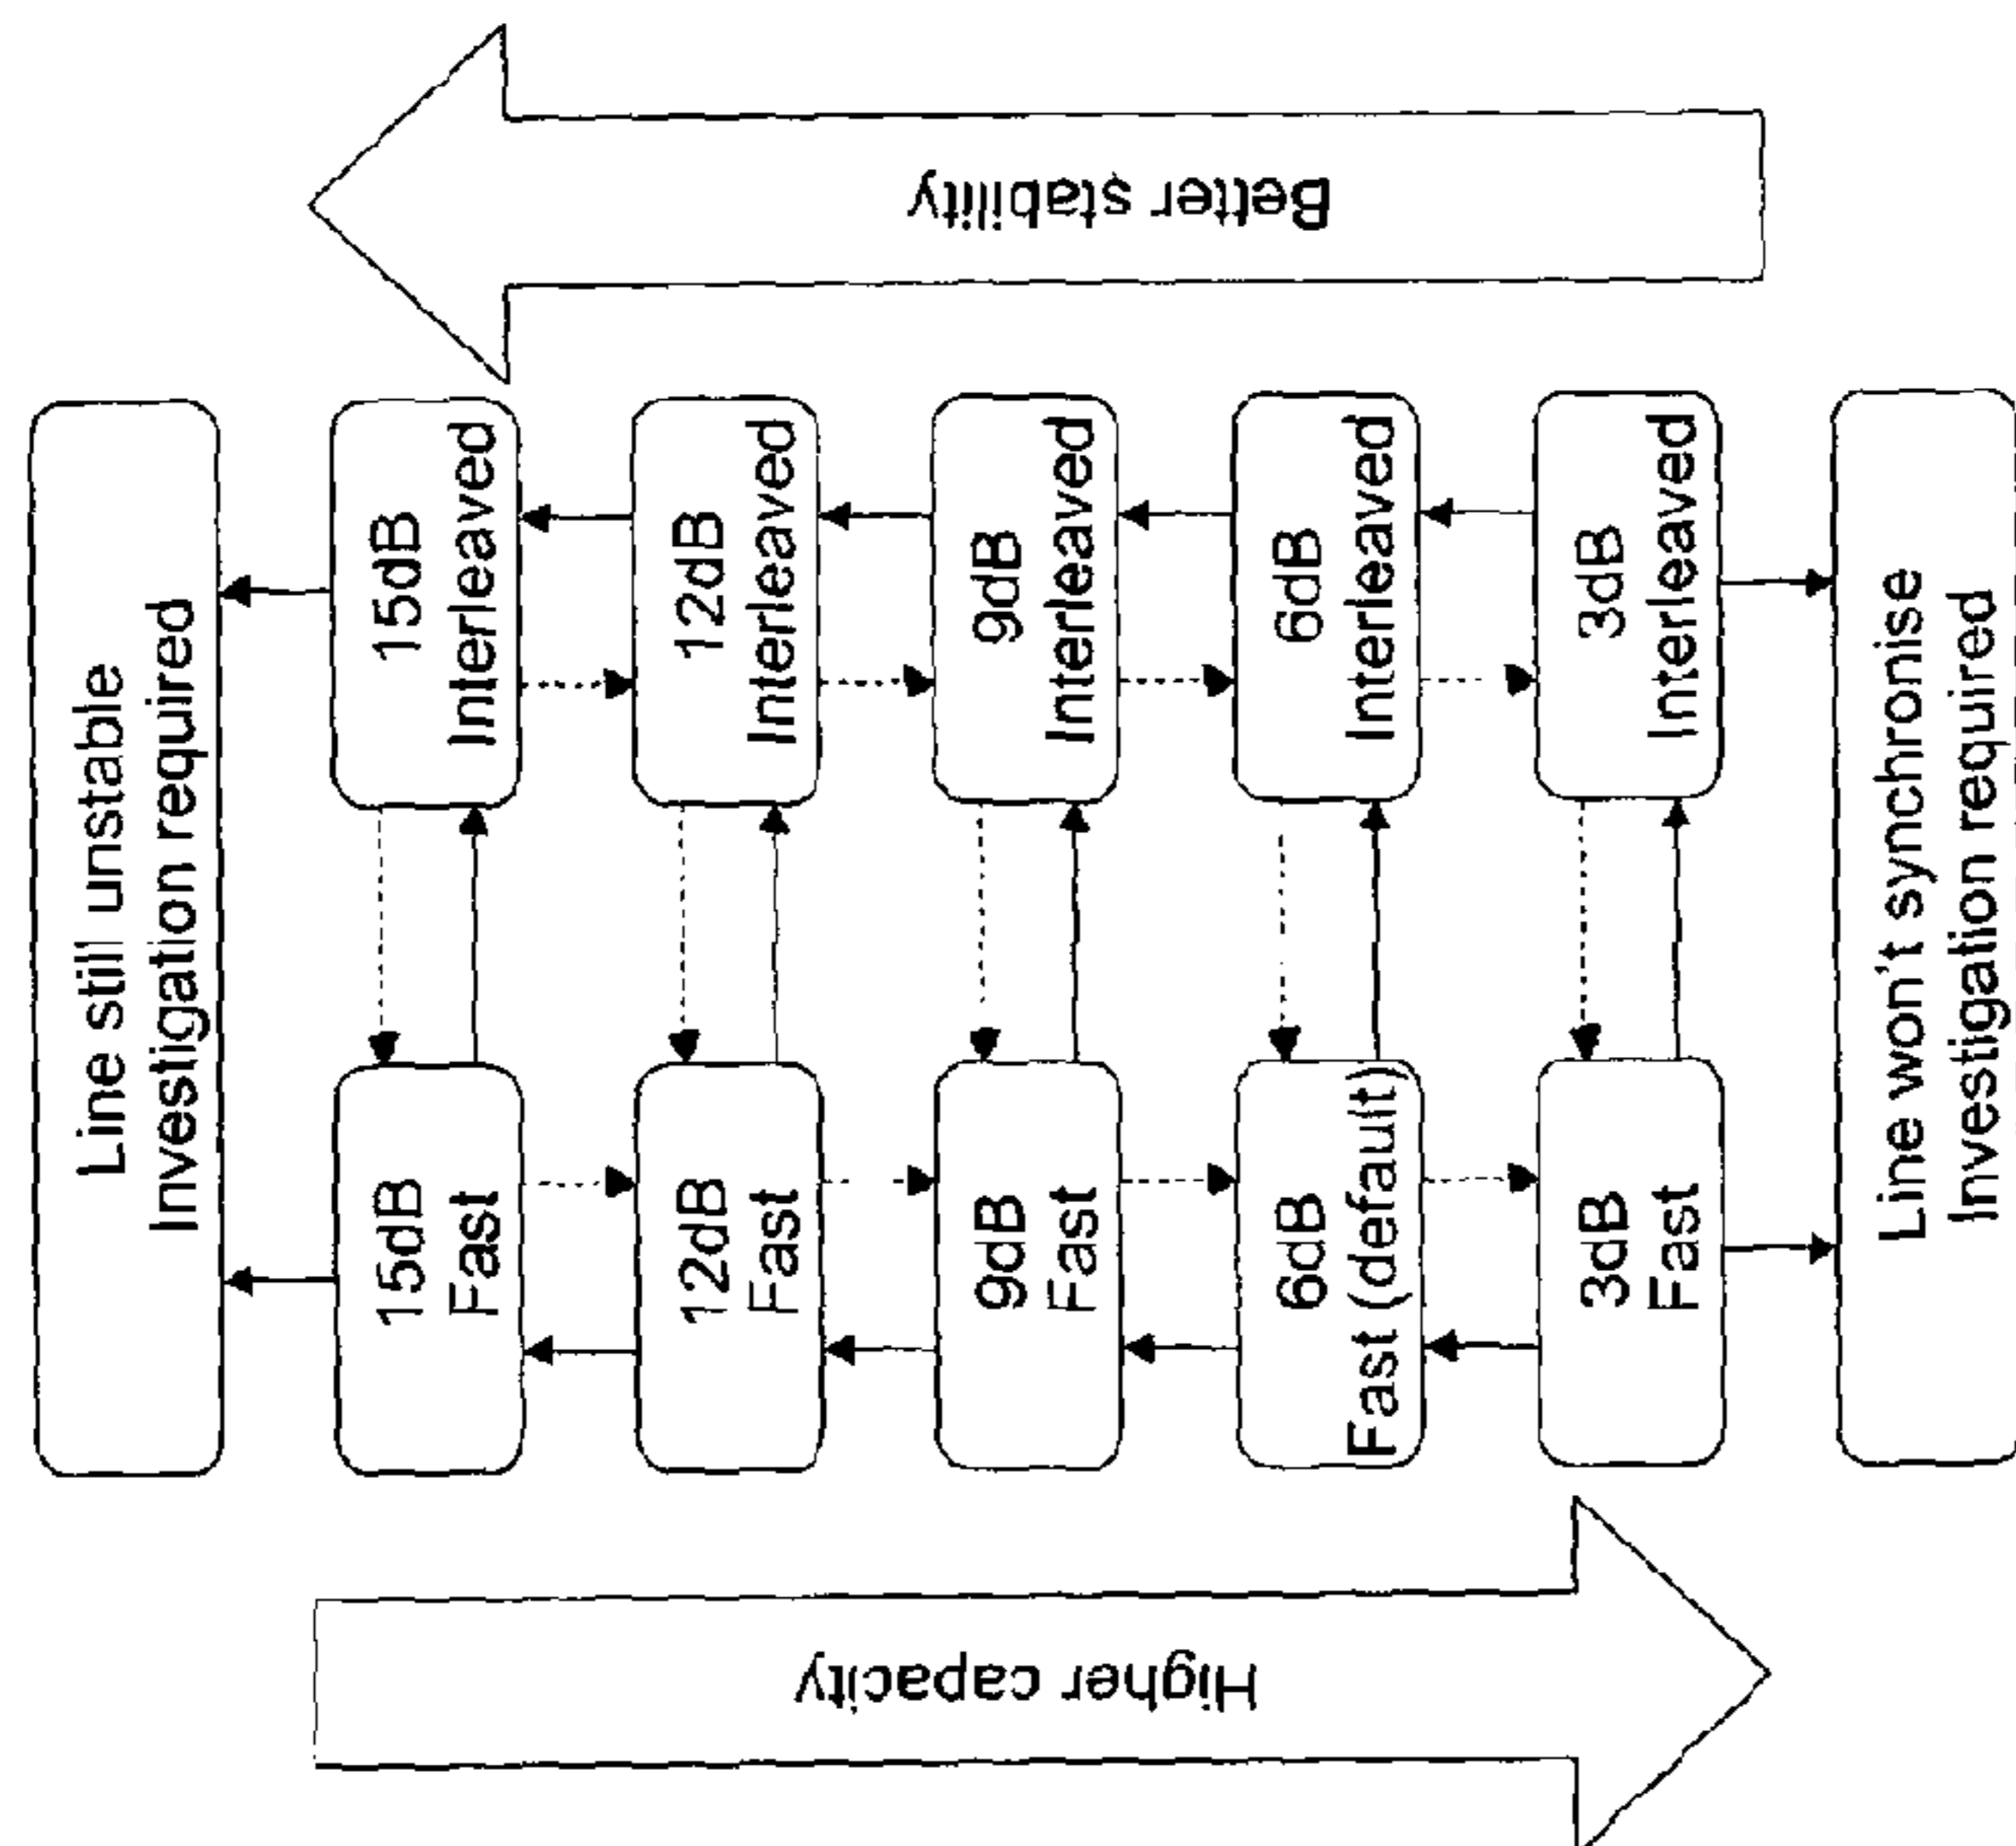 Line still unstable
Investigation required
15dB
Fast
15dB
Interleaved
12dB
Fast
12dB
Interleaved
9dB
Fast
9dB
Interleaved
6dB
Fast (default)
6dB
Interleaved
3dB
Fast
3dB
Interleaved
Line won't synchronise
Investigation required
Higher capacity
Better stability